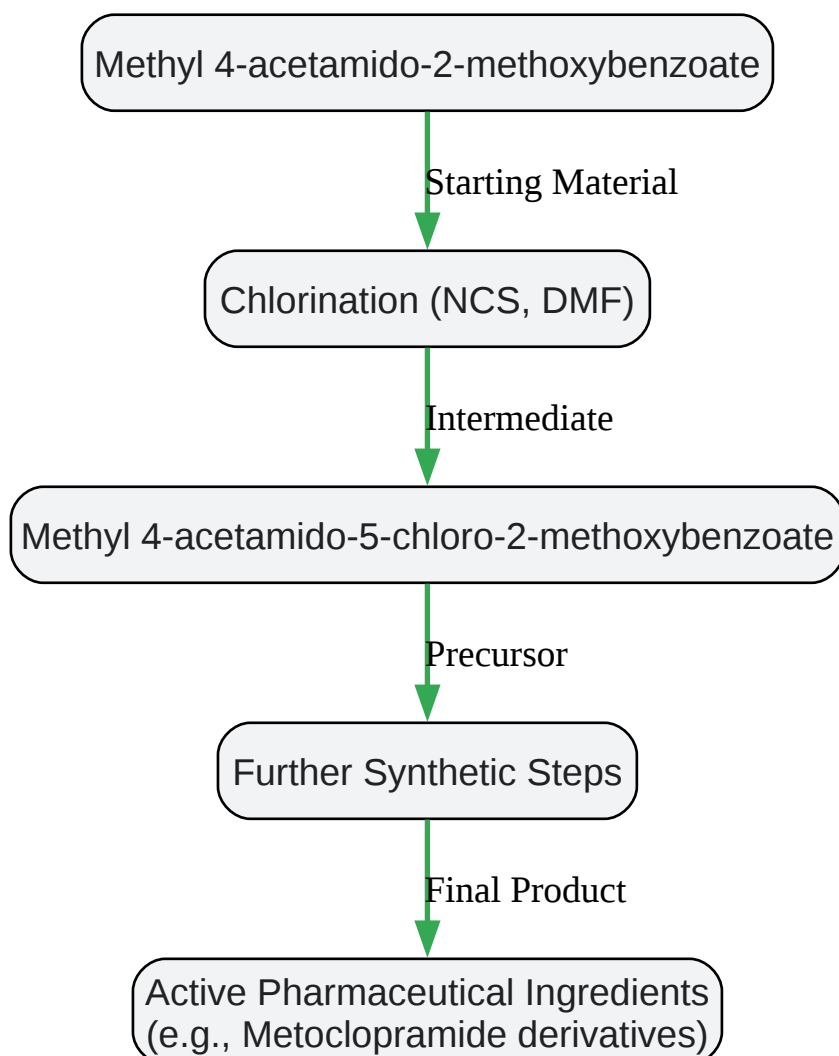 Methyl 4-acetamido-2-methoxybenzoate
Starting Material
Chlorination (NCS, DMF)
Intermediate
Methyl 4-acetamido-5-chloro-2-methoxybenzoate
Precursor
Further Synthetic Steps
Final Product
Active Pharmaceutical Ingredients
(e.g., Metoclopramide derivatives)